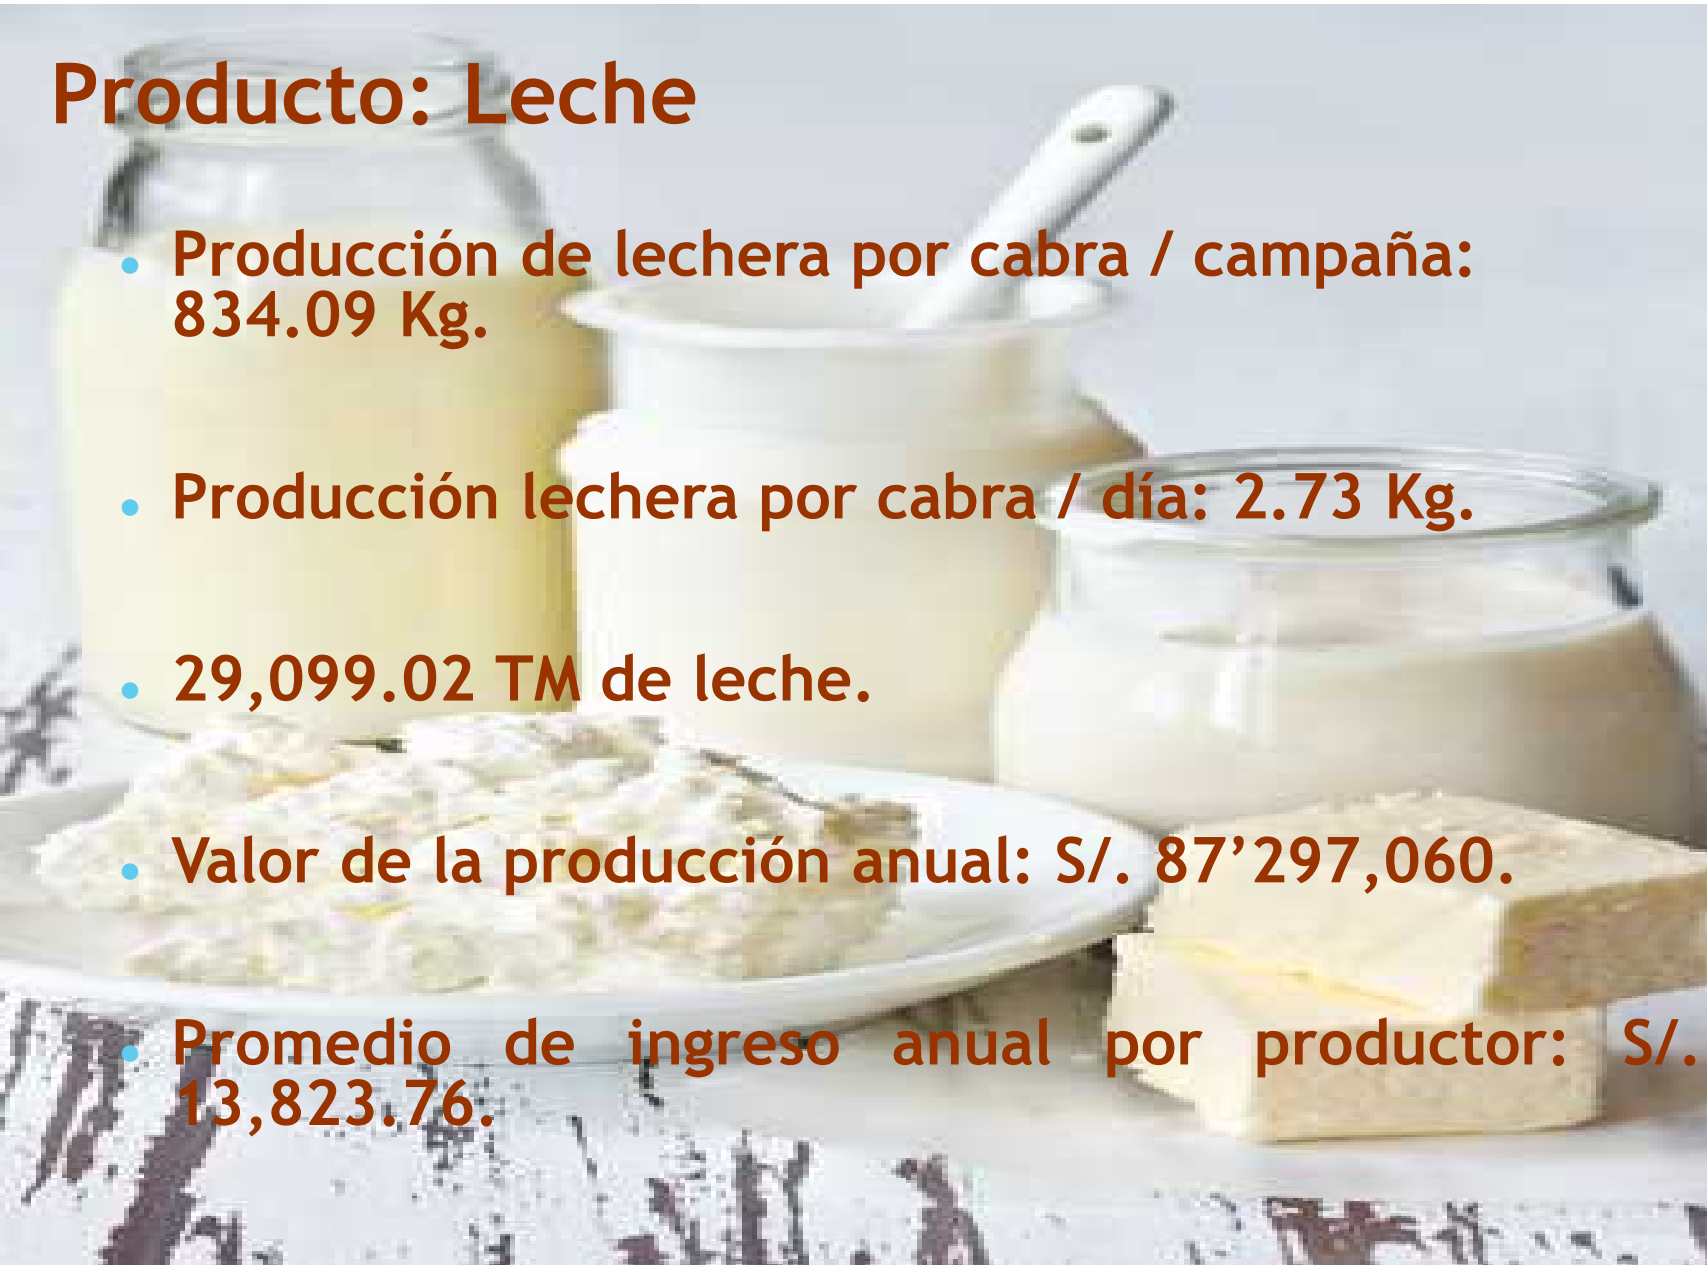 Producto: Leche
• Producción de lechera por cabra / campaña:
834.09 Kg.
• Producción lechera por cabra / día: 2.73 Kg.
• 29,099.02 TM de leche.
• Valor de la producción anual: S/. 87’297,060.
• Promedio de ingreso anual por productor: S/.
13,823.76.